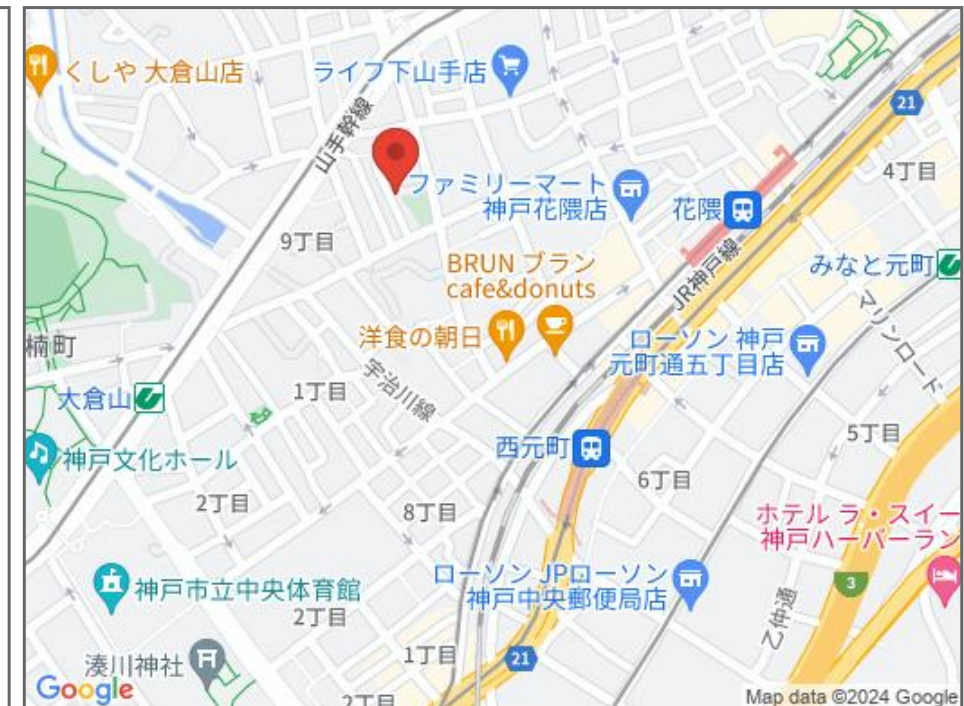 くしや 大倉山店
ライフ下山手店
山手幹線
21
4丁目
ファミリーマート
神戸花隈店
花隈
9丁目
JR神戸線
みなと元町
BRUN ブラン
cafe&donuts
マリンロード
洋食の朝日
ローソン 神戸
元町通五丁目店
楠町
宇治川線
1丁目
大倉山
5丁目
西元町
神戸文化ホール
6丁目
2丁目
8丁目
ホテル ラ・スイー
神戸ハーバーラン
ローソン JPローソン
神戸中央郵便局店
3
神戸市立中央体育館
乙仲通
2丁目
湊川神社
1丁目
21
2丁目
Google
Map data ©2024 Google